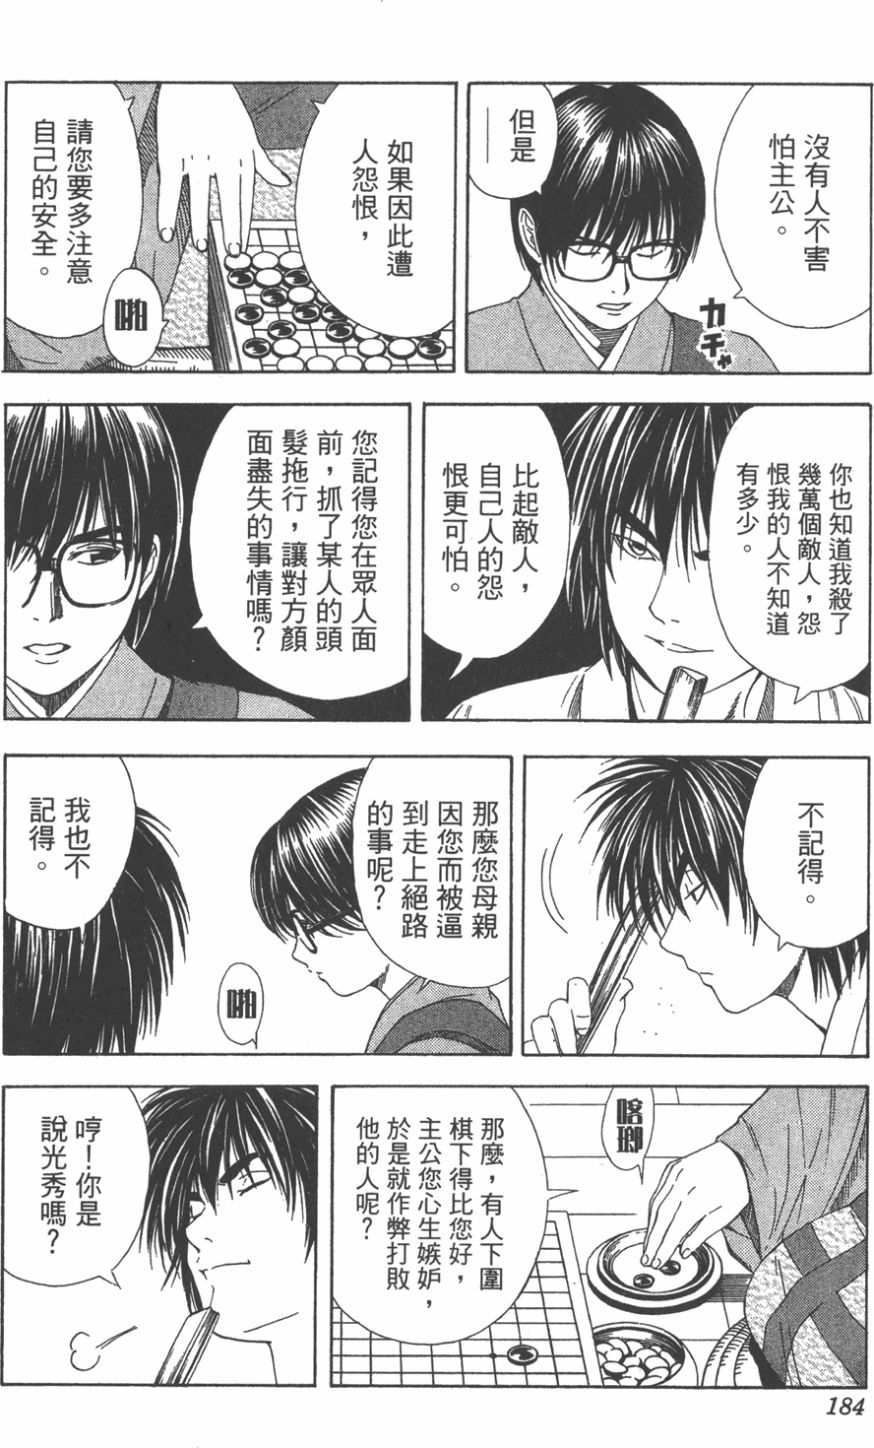 沒有人不害
怕主公。
但是
——
カチャ
如果因此遭
人怨恨，
請您要多注意
自己的安全。
啪
你也知道我殺了
幾萬個敵人，怨
恨我的人不知道
有多少。
比起敵人，
自己人的怨
恨更可怕。
您記得您在眾人面
前，抓了某人的頭
髮拖行，讓對方顏
面盡失的事情嗎？
不記得。
那麼您母親
因您而被逼
到走上絕路
的事呢？
啪
我也不
記得。
喀瑯
那麼，有人下圍
棋下得比您好，
主公您心生嫉妒，
於是就作弊打敗
他的人呢？
哼！你是
說光秀嗎？
184